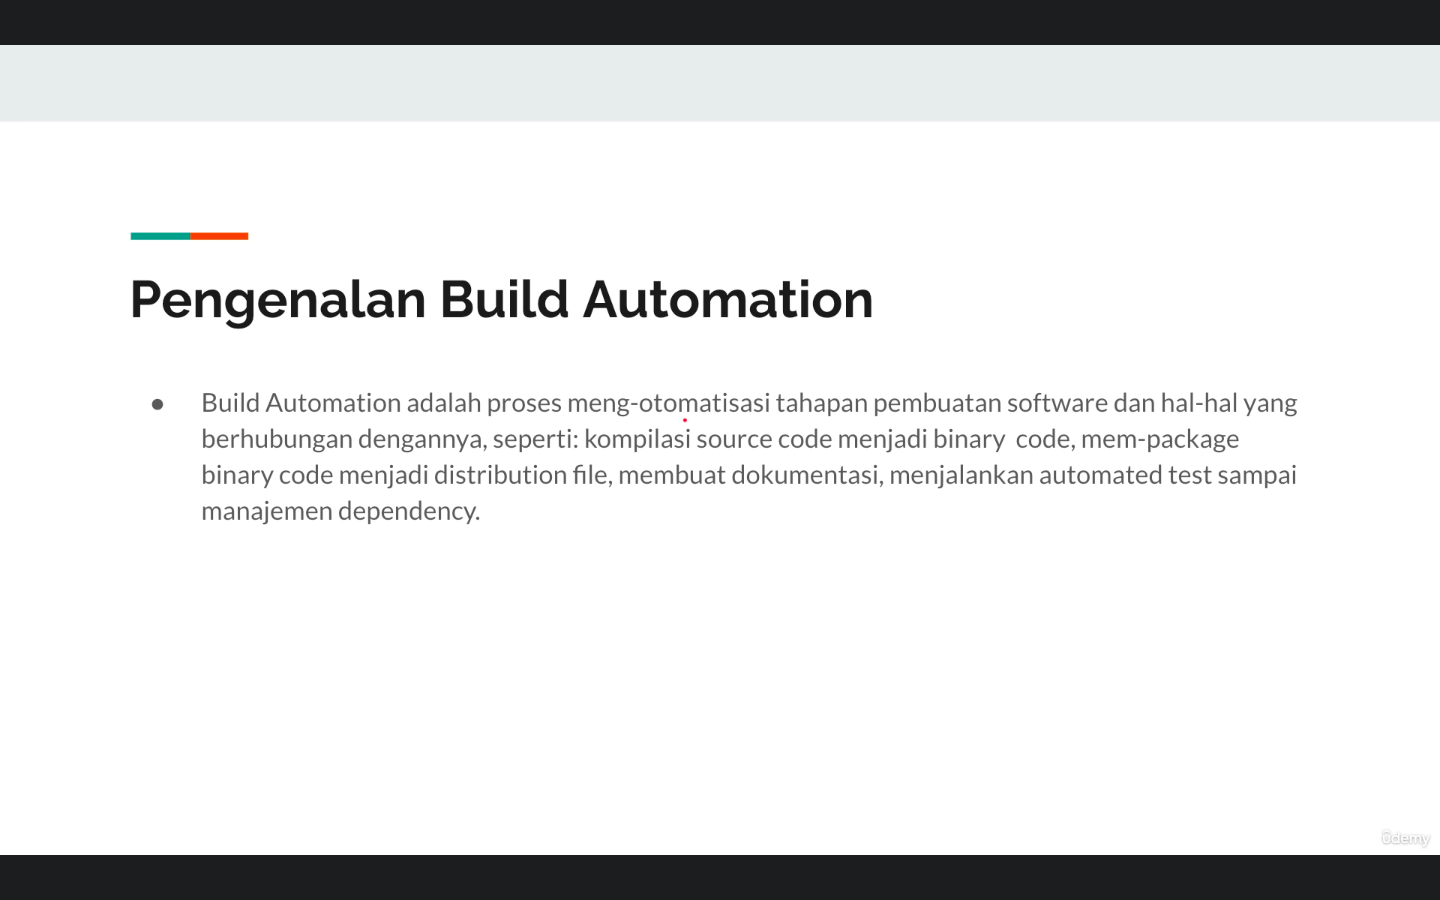 Pengenalan Build Automation
● Build Automation adalah proses meng-otomatisasi tahapan pembuatan software dan hal-hal yang
berhubungan dengannya, seperti: kompilasi source code menjadi binary  code, mem-package
binary code menjadi distribution file, membuat dokumentasi, menjalankan automated test sampai
manajemen dependency.
ûdemy